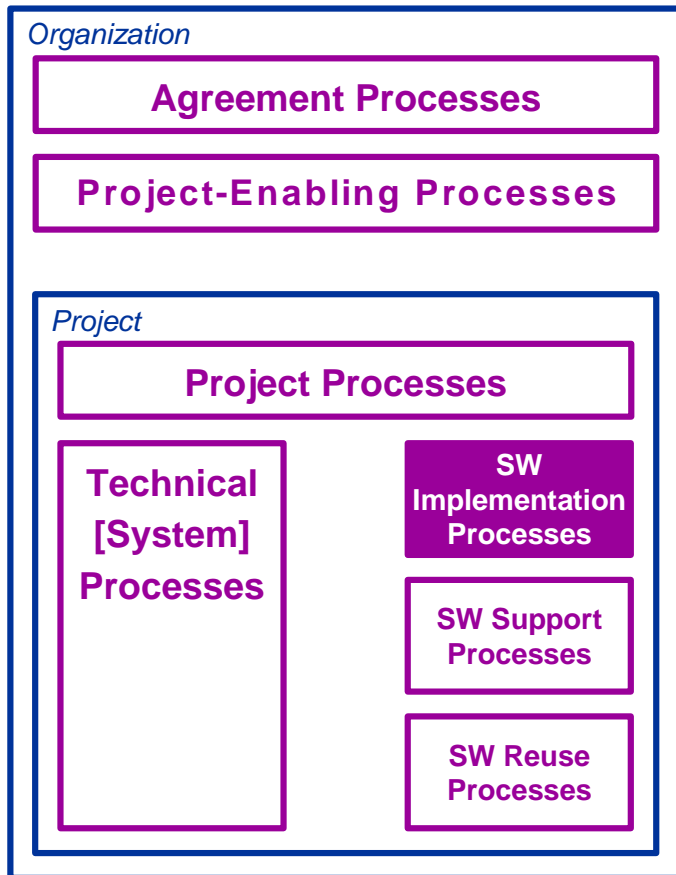 Organization
Agreement Processes
Project-Enabling Processes
Project
Project Processes
Technical
[System]
Processes
SW
Implementation
Processes
SW Support
Processes
SW Reuse
Processes